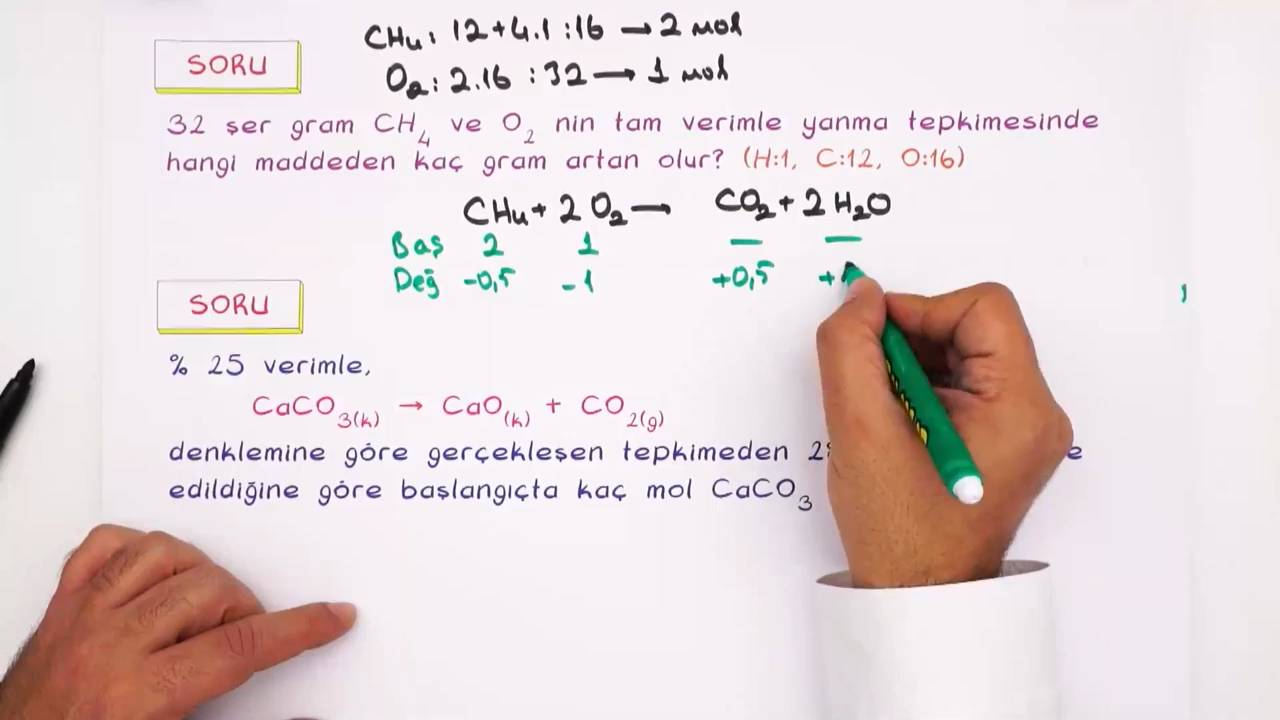 CH4: 12+4.1 :16 → 2 mol
SORU
O2: 2.16 : 32 → 1 mol
32 şer gram CH4 ve O2 nin tam verimle yanma tepkimesinde
hangi maddeden kaç gram artan olur? (H:1, C:12, O:16)
CH4 + 2 O2 → CO2 + 2 H2O
Baş 2 1 — —
Değ -0,5 -1 +0,5 +
SORU
% 25 verimle,
CaCO3(k) → CaO(k) + CO2(g)
denklemine göre gerçekleşen tepkimeden
edildiğine göre başlangıçta kaç mol CaCO3